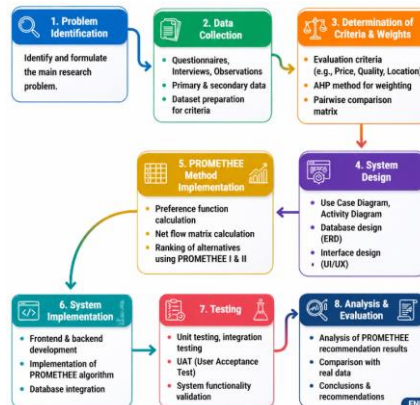 1. Problem
Identification
Identify and formulate
the main research
problem.
2. Data
Collection
• Questionnaires,
Interviews, Observations
• Primary & secondary data
• Dataset preparation
for criteria
3. Determination of
Criteria & Weights
• Evaluation criteria
(e.g., Price, Quality, Location)
• AHP method for weighting
• Pairwise comparison
matrix
4. System
Design
• Use Case Diagram,
Activity Diagram
• Database design
(ERD)
• Interface design
• (UI/UX)
5. PROMETHEE
Method
Implementation
• Preference function
calculation
• Net flow matrix calculation
• Ranking of alternatives
using PROMETHEE I & II
6. System
Implementation
• Frontend & backend
development
• Implementation of
PROMETHEE algorithm
• Database integration
7. Testing
• Unit testing, integration
testing
• UAT (User Acceptance
Test)
• System functionality
validation
8. Analysis &
Evaluation
• Analysis of PROMETHEE
recommendation results
• Comparison with
real data
• Conclusions &
recommendations